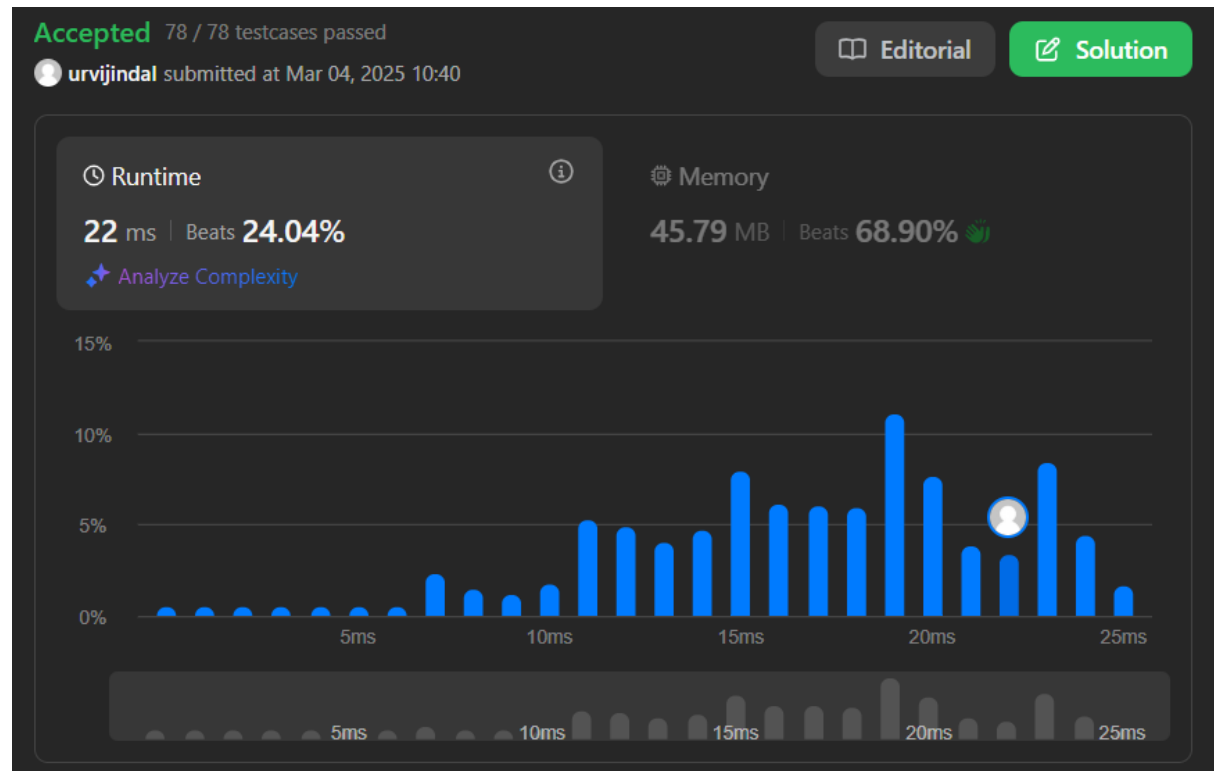 Accepted 78 / 78 testcases passed
urvijindal submitted at Mar 04, 2025 10:40
Editorial
Solution
Runtime
22 ms | Beats 24.04%
Analyze Complexity
Memory
45.79 MB | Beats 68.90%
15%
10%
5%
0%
5ms 10ms 15ms 20ms 25ms
5ms 10ms 15ms 20ms 25ms